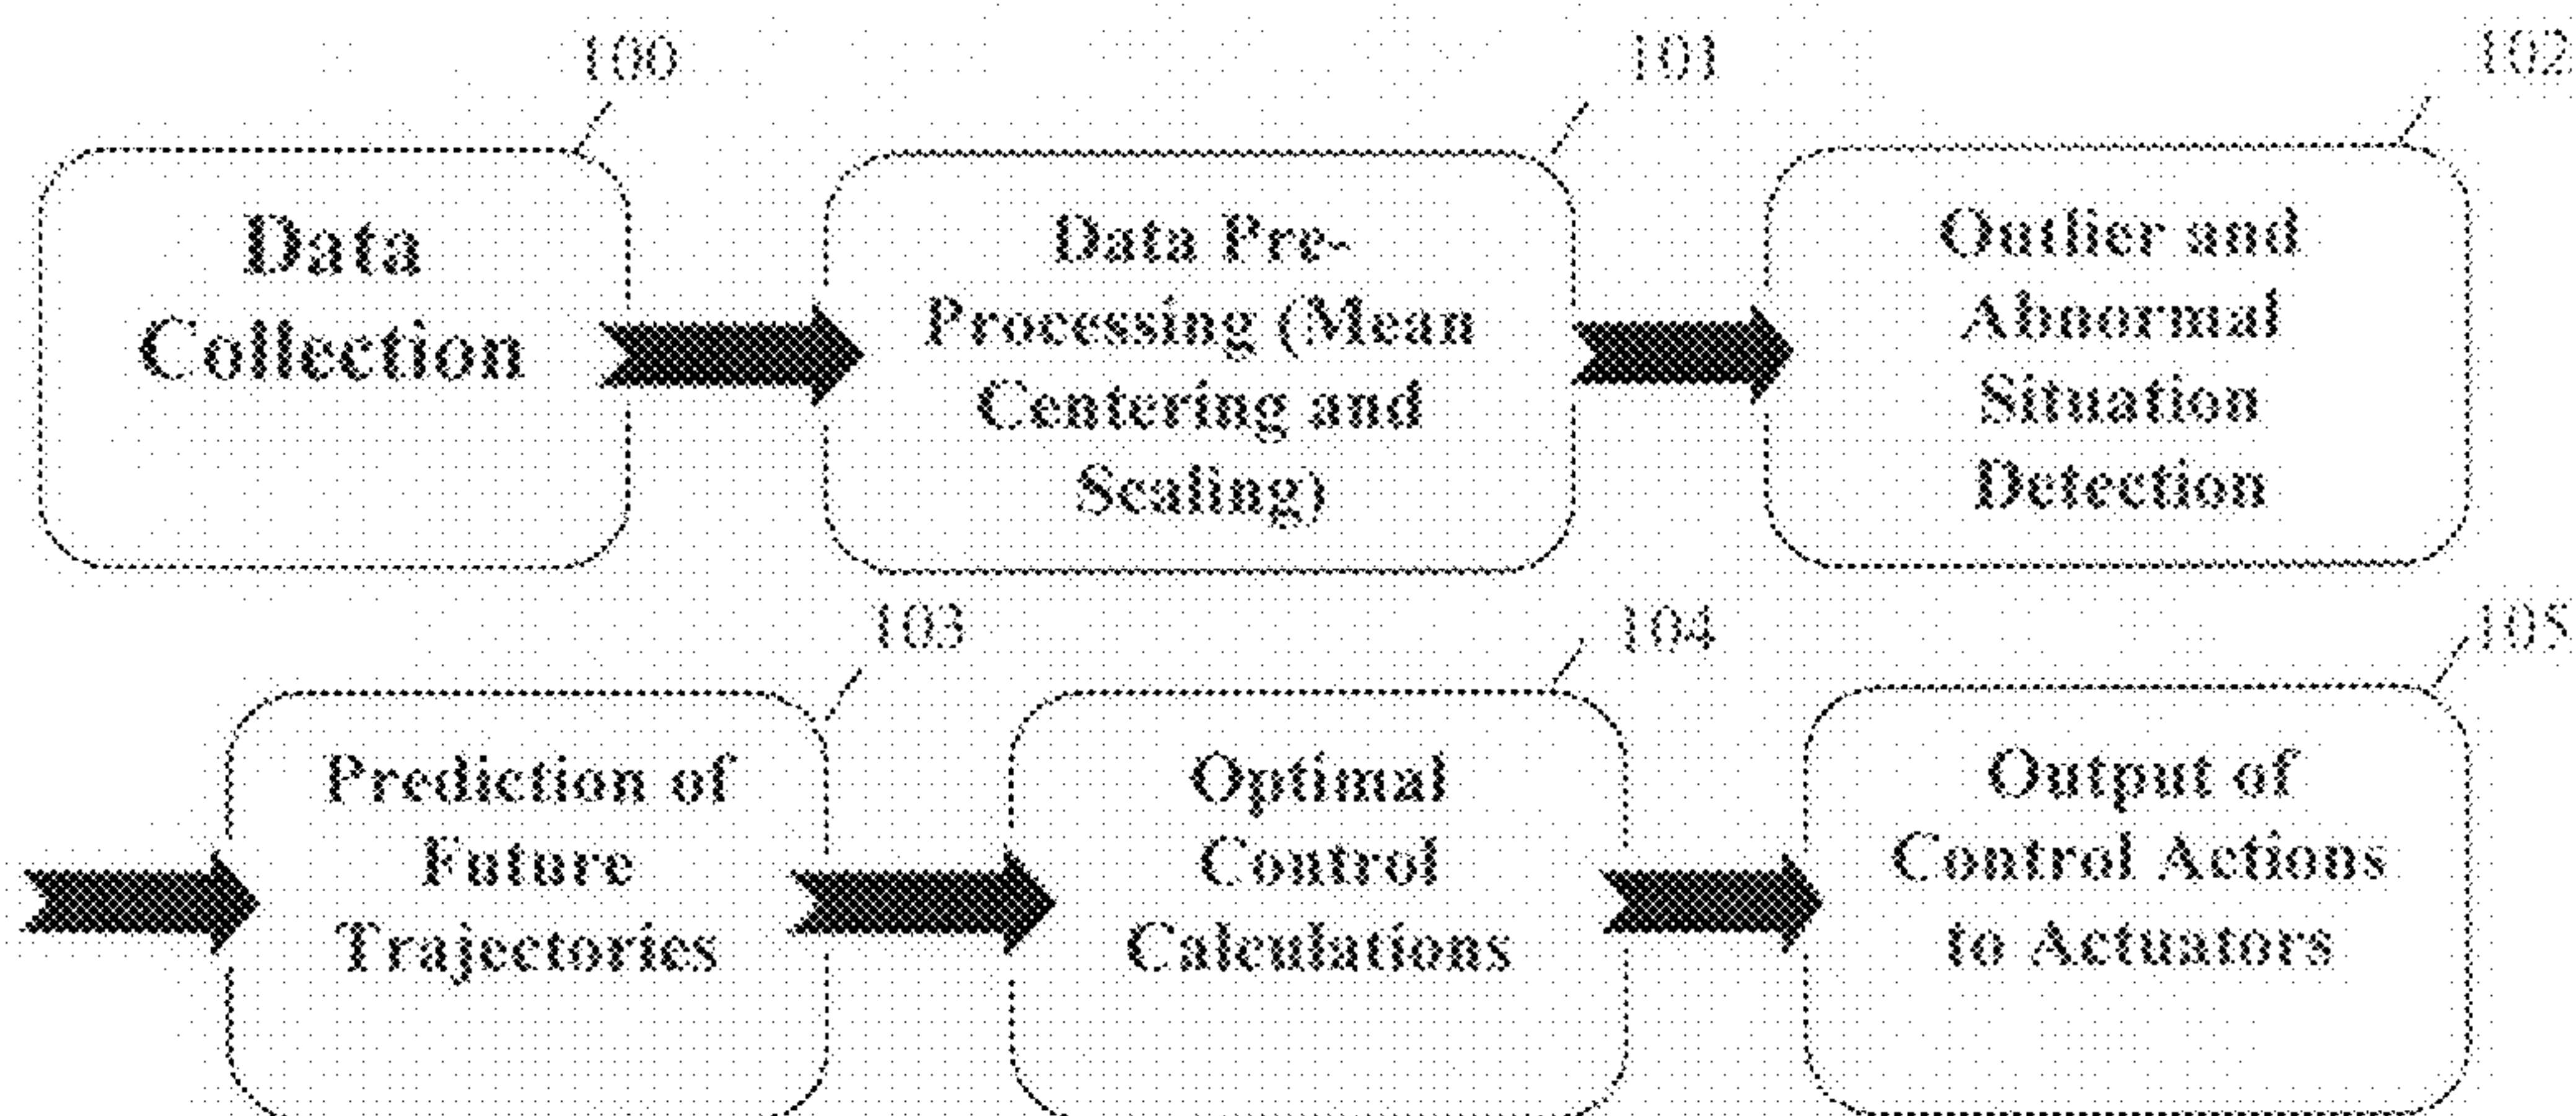 100
101
102
Data
Collection
Data Pre-
Processing (Mean
Centering and
Scaling)
Outlier and
Abnormal
Situation
Detection
103
104
105
Prediction of
Future
Trajectories
Optimal
Control
Calculations
Output of
Control Actions
to Actuators